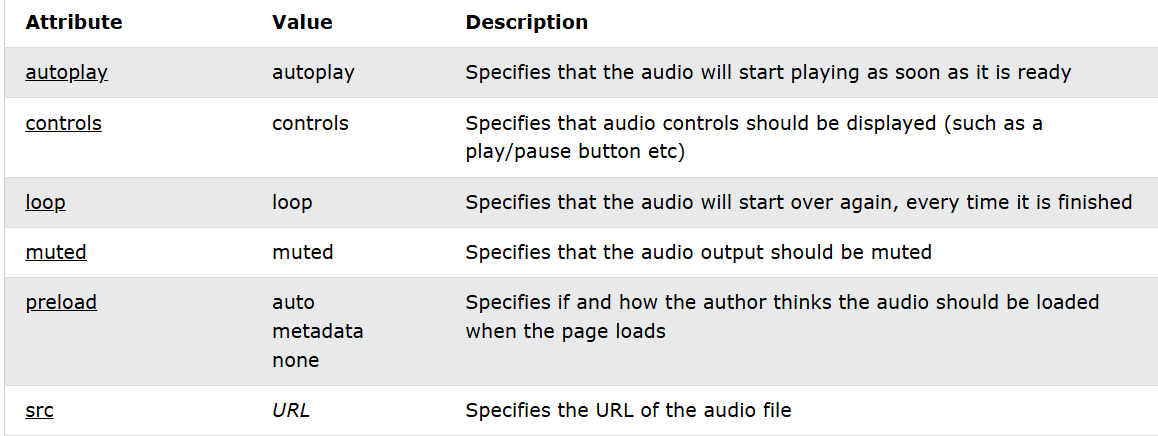 Attribute Value Description
autoplay autoplay Specifies that the audio will start playing as soon as it is ready
controls controls Specifies that audio controls should be displayed (such as a
play/pause button etc)
loop loop Specifies that the audio will start over again, every time it is finished
muted muted Specifies that the audio output should be muted
preload auto Specifies if and how the author thinks the audio should be loaded
metadata when the page loads
none
src URL Specifies the URL of the audio file